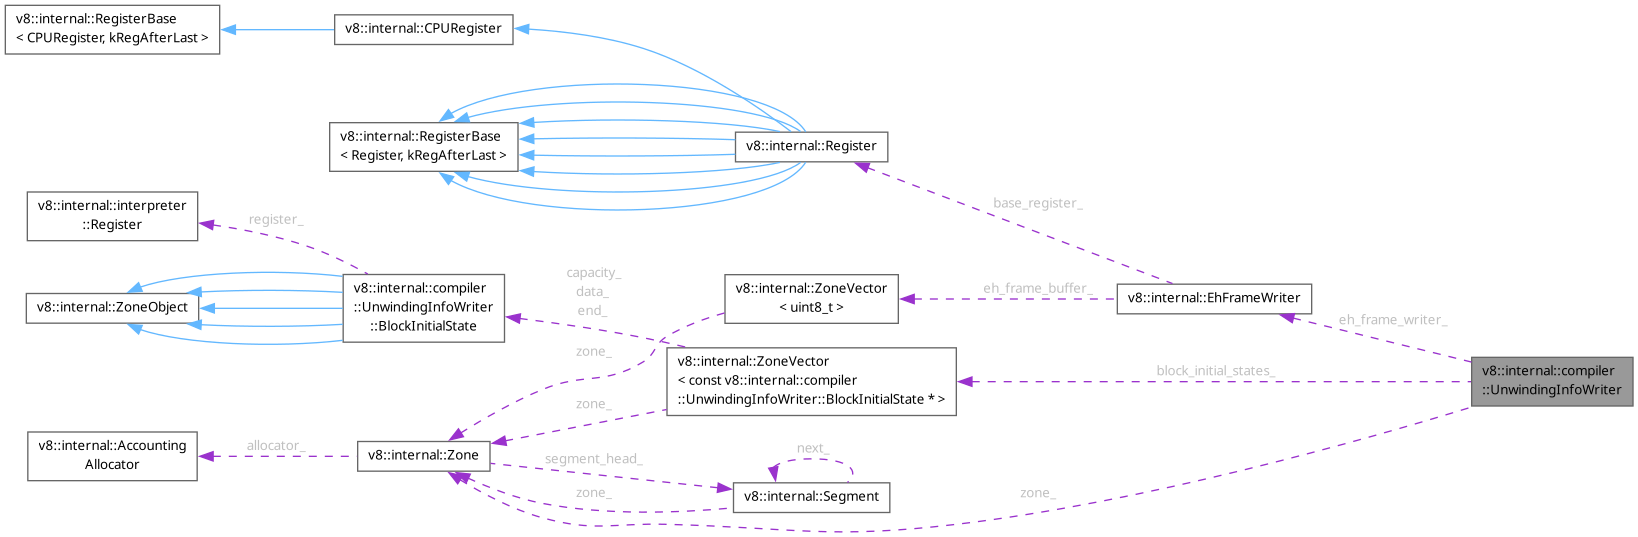 v8::internal::RegisterBase
< CPURegister, kRegAfterLast >
v8::internal::CPURegister
v8::internal::RegisterBase
< Register, kRegAfterLast >
v8::internal::Register
v8::internal::interpreter
::Register
register_
base_register_
v8::internal::ZoneObject
v8::internal::compiler
::UnwindingInfoWriter
::BlockInitialState
capacity_
data_
end_
v8::internal::ZoneVector
< uint8_t >
eh_frame_buffer_
v8::internal::EhFrameWriter
eh_frame_writer_
zone_
v8::internal::ZoneVector
< const v8::internal::compiler
::UnwindingInfoWriter::BlockInitialState * >
block_initial_states_
v8::internal::compiler
::UnwindingInfoWriter
zone_
v8::internal::Accounting
Allocator
allocator_
v8::internal::Zone
segment_head_
next_
zone_
v8::internal::Segment
zone_